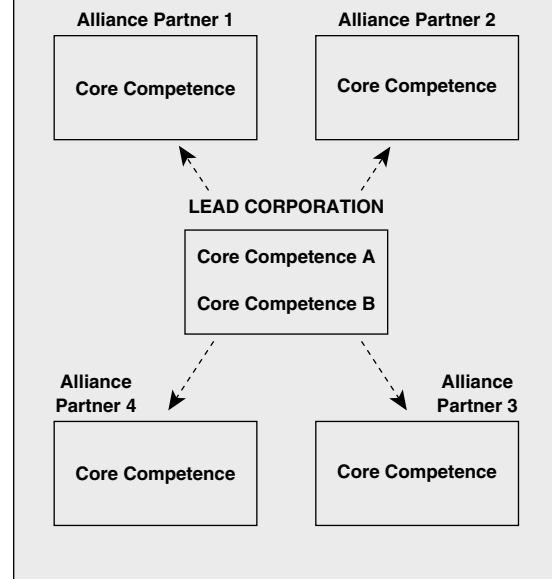 Alliance Partner 1
Alliance Partner 2
Core Competence
Core Competence
LEAD CORPORATION
Core Competence A
Core Competence B
Alliance
Partner 4
Alliance
Partner 3
Core Competence
Core Competence